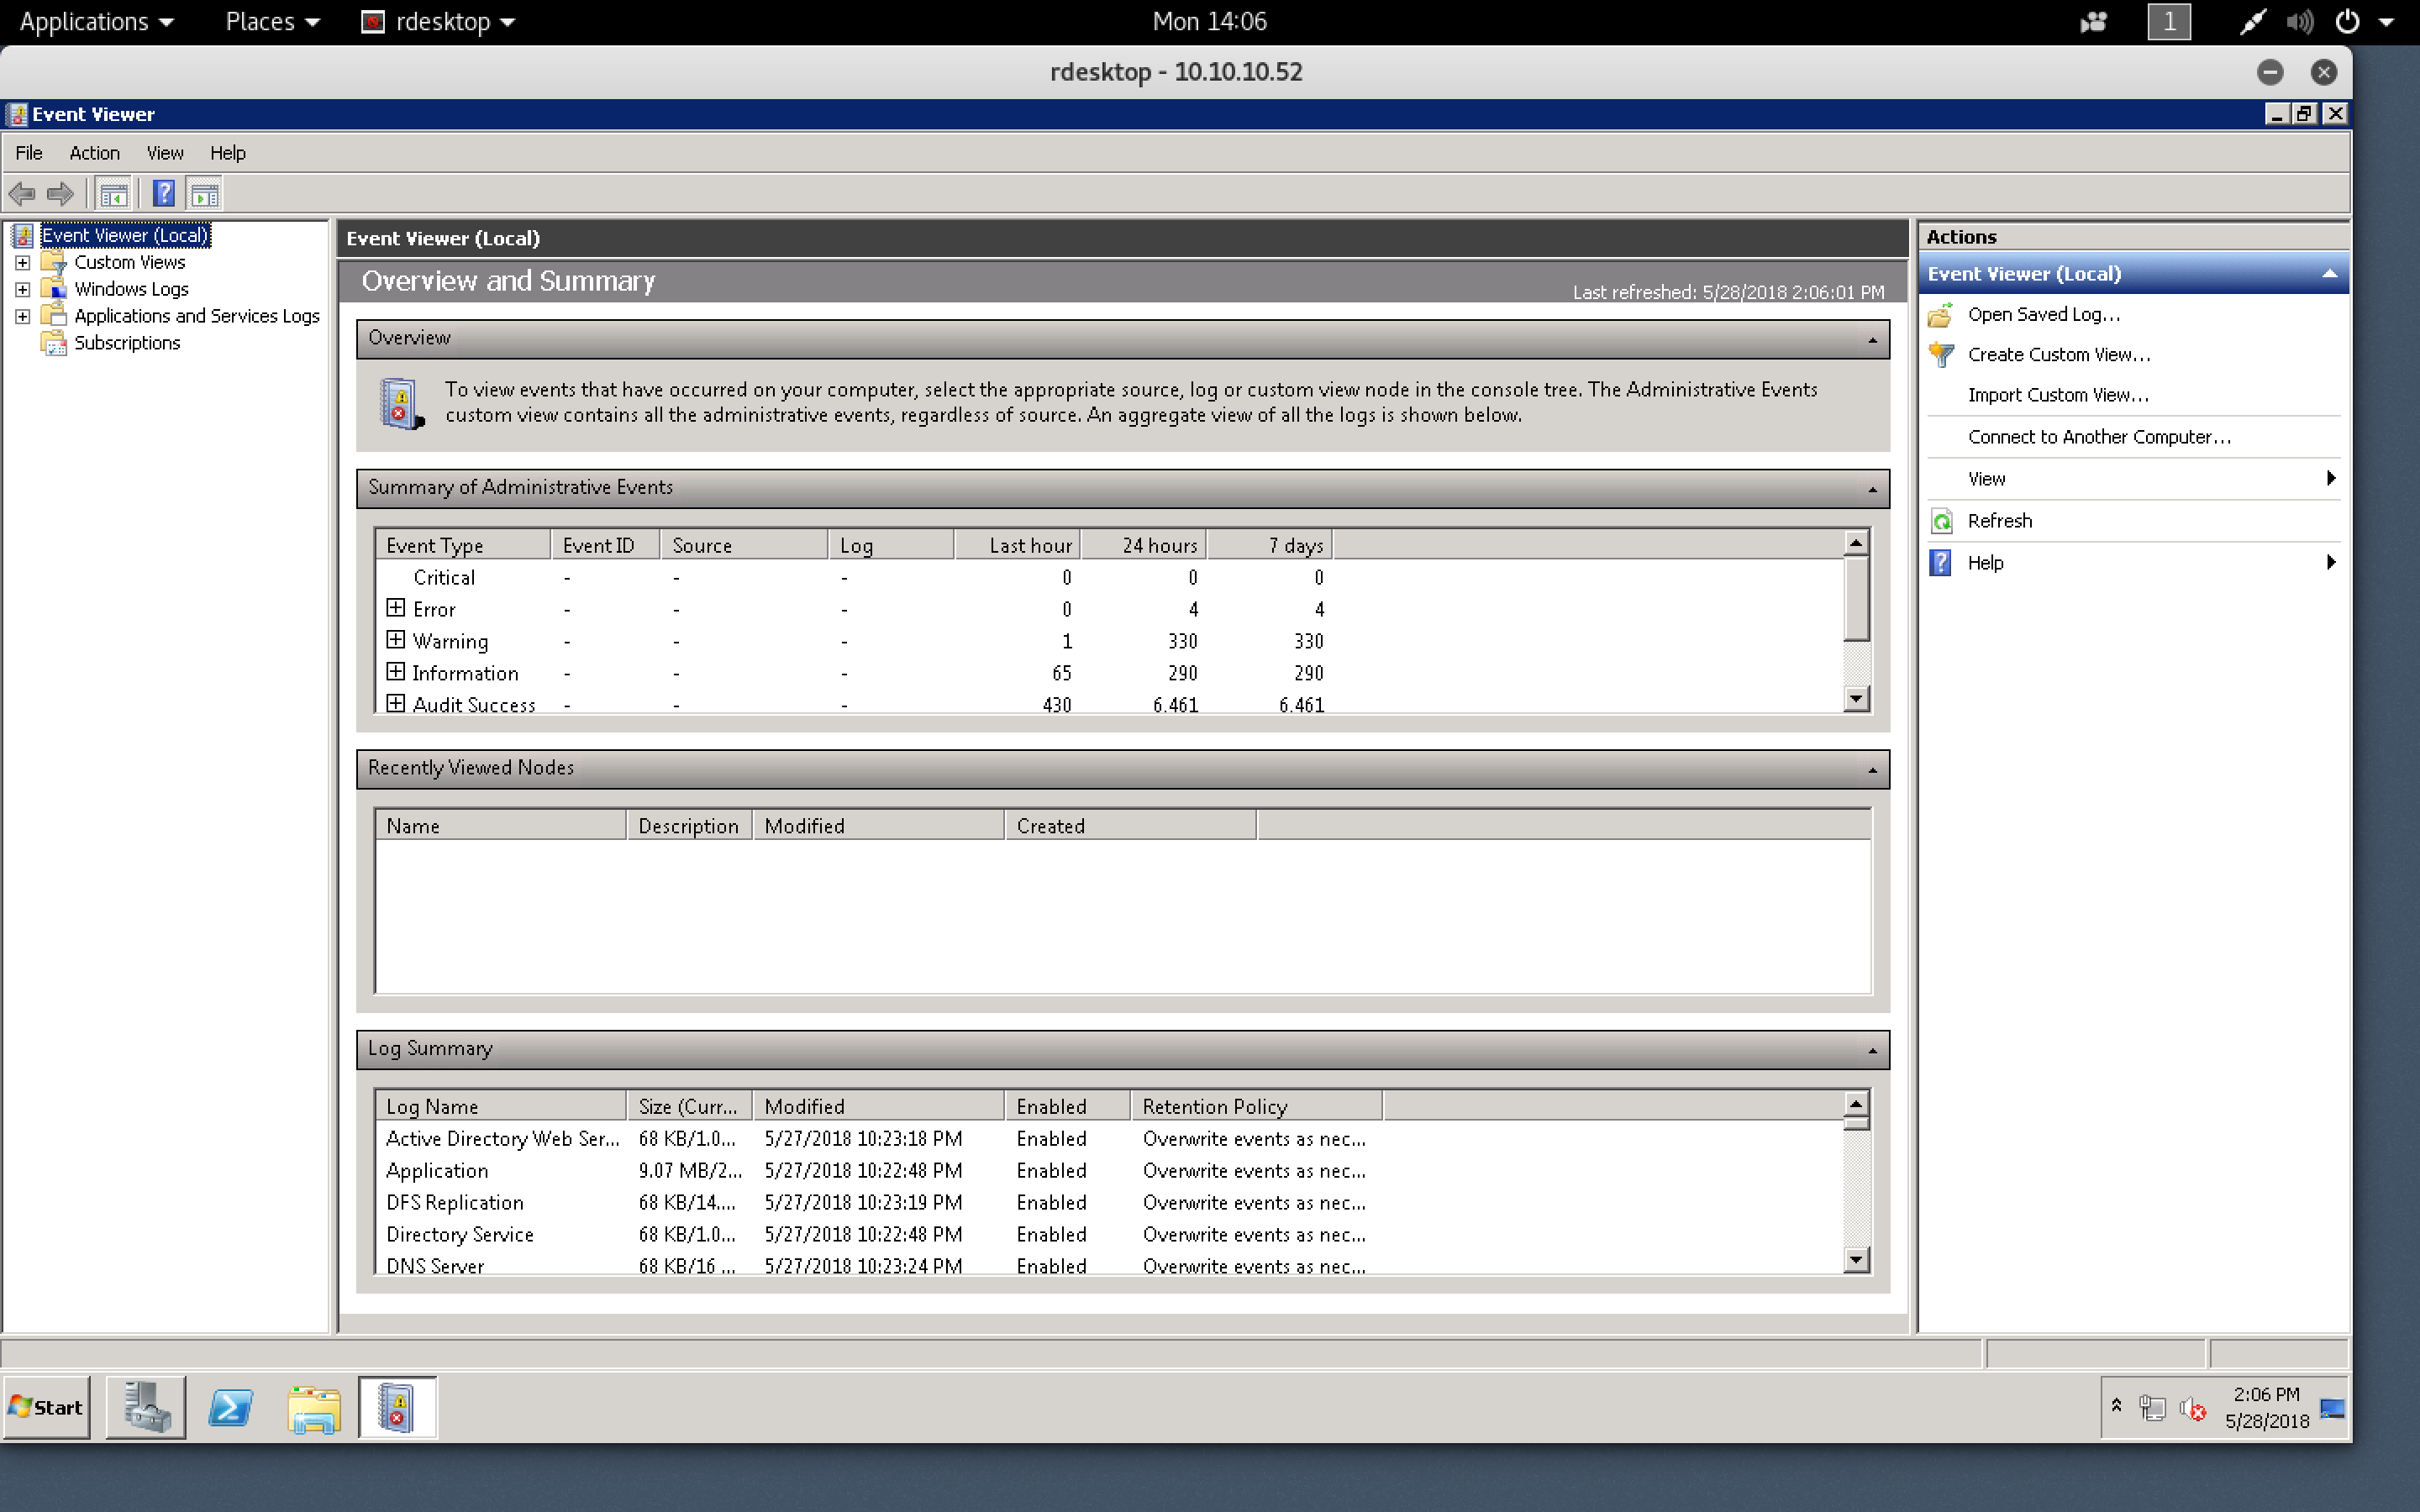 Applications Places rdesktop Mon 14:06 1
rdesktop - 10.10.10.52
Event Viewer
File Action View Help
Event Viewer (Local)
Custom Views
Windows Logs
Applications and Services Logs
Subscriptions
Event Viewer (Local)
Overview and Summary
Last refreshed: 5/28/2018 2:06:01 PM
Overview
To view events that have occurred on your computer, select the appropriate source, log or custom view node in the console tree. The Administrative Events
custom view contains all the administrative events, regardless of source. An aggregate view of all the logs is shown below.
Summary of Administrative Events
Event Type Event ID Source Log Last hour 24 hours 7 days
Critical - - - 0 0 0
Error - - - 0 4 4
Warning - - - 1 330 330
Information - - - 65 290 290
Audit Success - - - 430 6.461 6.461
Recently Viewed Nodes
Name Description Modified Created
Log Summary
Log Name Size (Curr... Modified Enabled Retention Policy
Active Directory Web Ser... 68 KB/1.0... 5/27/2018 10:23:18 PM Enabled Overwrite events as nec...
Application 9.07 MB/2... 5/27/2018 10:22:48 PM Enabled Overwrite events as nec...
DFS Replication 68 KB/14.... 5/27/2018 10:23:19 PM Enabled Overwrite events as nec...
Directory Service 68 KB/1.0... 5/27/2018 10:22:48 PM Enabled Overwrite events as nec...
DNS Server 68 KB/16 ... 5/27/2018 10:23:24 PM Enabled Overwrite events as nec...
Actions
Event Viewer (Local)
Open Saved Log...
Create Custom View...
Import Custom View...
Connect to Another Computer...
View
Refresh
Help
Start
2:06 PM
5/28/2018